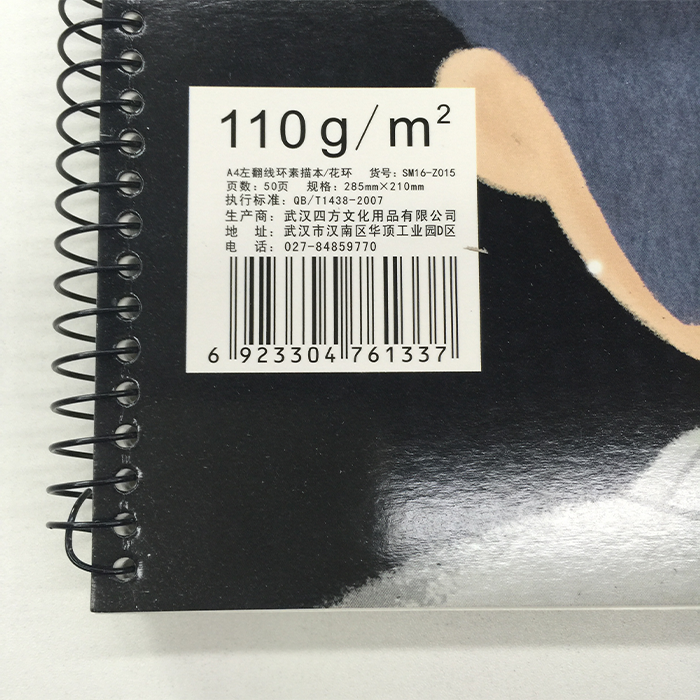 110g/m²
A4左翻线环素描本/花环 货号：SM16-Z015
页数：50页 规格：285mm×210mm
执行标准：QB/T1438-2007
生产商：武汉四方文化用品有限公司
地 址：武汉市汉南区华顶工业园D区
电 话：027-84859770
6 923304 761337